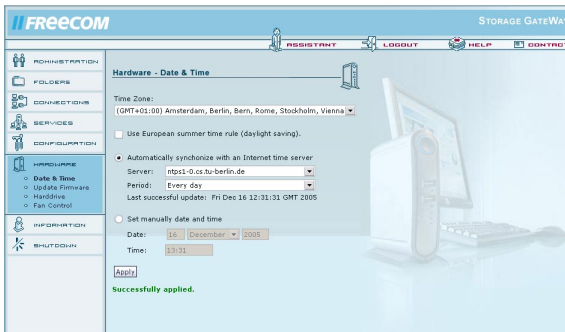 FREECOM
STORAGE GATEWA
ASSISTANT LOGOUT HELP CONTACT
ADMINISTRATION
FOLDERS
CONNECTIONS
SERVICES
CONFIGURATION
HARDWARE
Date & Time
Update Firmware
Harddrive
Fan Control
INFORMATION
SHUTDOWN
Hardware - Date & Time
Time Zone:
(GMT+01:00) Amsterdam, Berlin, Bern, Rome, Stockholm, Vienna
Use European summer time rule (daylight saving).
Automatically synchonize with an Internet time server
Server: ntps1-0.cs.tu-berlin.de
Period: Every day
Last successful update: Fri Dec 16 12:31:31 GMT 2005
Set manually date and time
Date: 16 December 2005
Time: 13:31
Apply
Successfully applied.